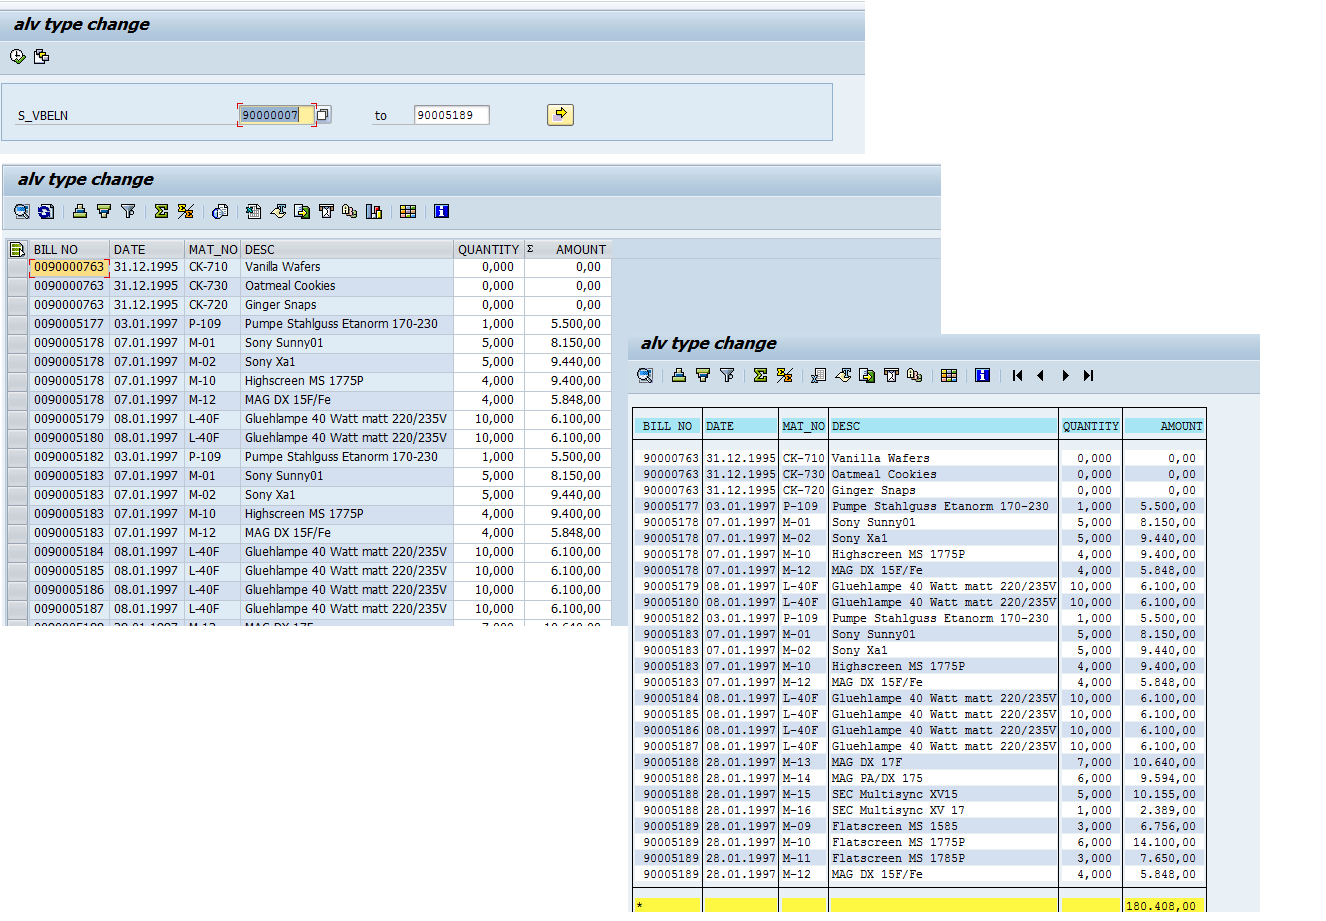 alv type change
S_VBELN 90000007 to 90005189
alv type change
BILL NO DATE MAT_NO DESC QUANTITY Σ AMOUNT
0090000763 31.12.1995 CK-710 Vanilla Wafers 0,000 0,00
0090000763 31.12.1995 CK-730 Oatmeal Cookies 0,000 0,00
0090000763 31.12.1995 CK-720 Ginger Snaps 0,000 0,00
0090005177 03.01.1997 P-109 Pumpe Stahlguss Etanorm 170-230 1,000 5.500,00
0090005178 07.01.1997 M-01 Sony Sunny01 5,000 8.150,00
0090005178 07.01.1997 M-02 Sony Xa1 5,000 9.440,00
0090005178 07.01.1997 M-10 Highscreen MS 1775P 4,000 9.400,00
0090005178 07.01.1997 M-12 MAG DX 15F/Fe 4,000 5.848,00
0090005179 08.01.1997 L-40F Gluehlampe 40 Watt matt 220/235V 10,000 6.100,00
0090005180 08.01.1997 L-40F Gluehlampe 40 Watt matt 220/235V 10,000 6.100,00
0090005182 03.01.1997 P-109 Pumpe Stahlguss Etanorm 170-230 1,000 5.500,00
0090005183 07.01.1997 M-01 Sony Sunny01 5,000 8.150,00
0090005183 07.01.1997 M-02 Sony Xa1 5,000 9.440,00
0090005183 07.01.1997 M-10 Highscreen MS 1775P 4,000 9.400,00
0090005183 07.01.1997 M-12 MAG DX 15F/Fe 4,000 5.848,00
0090005184 08.01.1997 L-40F Gluehlampe 40 Watt matt 220/235V 10,000 6.100,00
0090005185 08.01.1997 L-40F Gluehlampe 40 Watt matt 220/235V 10,000 6.100,00
0090005186 08.01.1997 L-40F Gluehlampe 40 Watt matt 220/235V 10,000 6.100,00
0090005187 08.01.1997 L-40F Gluehlampe 40 Watt matt 220/235V 10,000 6.100,00
alv type change
BILL NO DATE MAT_NO DESC QUANTITY AMOUNT
90000763 31.12.1995 CK-710 Vanilla Wafers 0,000 0,00
90000763 31.12.1995 CK-730 Oatmeal Cookies 0,000 0,00
90000763 31.12.1995 CK-720 Ginger Snaps 0,000 0,00
90005177 03.01.1997 P-109 Pumpe Stahlguss Etanorm 170-230 1,000 5.500,00
90005178 07.01.1997 M-01 Sony Sunny01 5,000 8.150,00
90005178 07.01.1997 M-02 Sony Xa1 5,000 9.440,00
90005178 07.01.1997 M-10 Highscreen MS 1775P 4,000 9.400,00
90005178 07.01.1997 M-12 MAG DX 15F/Fe 4,000 5.848,00
90005179 08.01.1997 L-40F Gluehlampe 40 Watt matt 220/235V 10,000 6.100,00
90005180 08.01.1997 L-40F Gluehlampe 40 Watt matt 220/235V 10,000 6.100,00
90005182 03.01.1997 P-109 Pumpe Stahlguss Etanorm 170-230 1,000 5.500,00
90005183 07.01.1997 M-01 Sony Sunny01 5,000 8.150,00
90005183 07.01.1997 M-02 Sony Xa1 5,000 9.440,00
90005183 07.01.1997 M-10 Highscreen MS 1775P 4,000 9.400,00
90005183 07.01.1997 M-12 MAG DX 15F/Fe 4,000 5.848,00
90005184 08.01.1997 L-40F Gluehlampe 40 Watt matt 220/235V 10,000 6.100,00
90005185 08.01.1997 L-40F Gluehlampe 40 Watt matt 220/235V 10,000 6.100,00
90005186 08.01.1997 L-40F Gluehlampe 40 Watt matt 220/235V 10,000 6.100,00
90005187 08.01.1997 L-40F Gluehlampe 40 Watt matt 220/235V 10,000 6.100,00
90005188 28.01.1997 M-13 MAG DX 17F 7,000 10.640,00
90005188 28.01.1997 M-14 MAG PA/DX 175 6,000 9.594,00
90005188 28.01.1997 M-15 SEC Multisync XV15 5,000 10.155,00
90005188 28.01.1997 M-16 SEC Multisync XV 17 1,000 2.389,00
90005189 28.01.1997 M-09 Flatscreen MS 1585 3,000 6.756,00
90005189 28.01.1997 M-10 Flatscreen MS 1775P 6,000 14.100,00
90005189 28.01.1997 M-11 Flatscreen MS 1785P 3,000 7.650,00
90005189 28.01.1997 M-12 MAG DX 15F/Fe 4,000 5.848,00
* 180.408,00